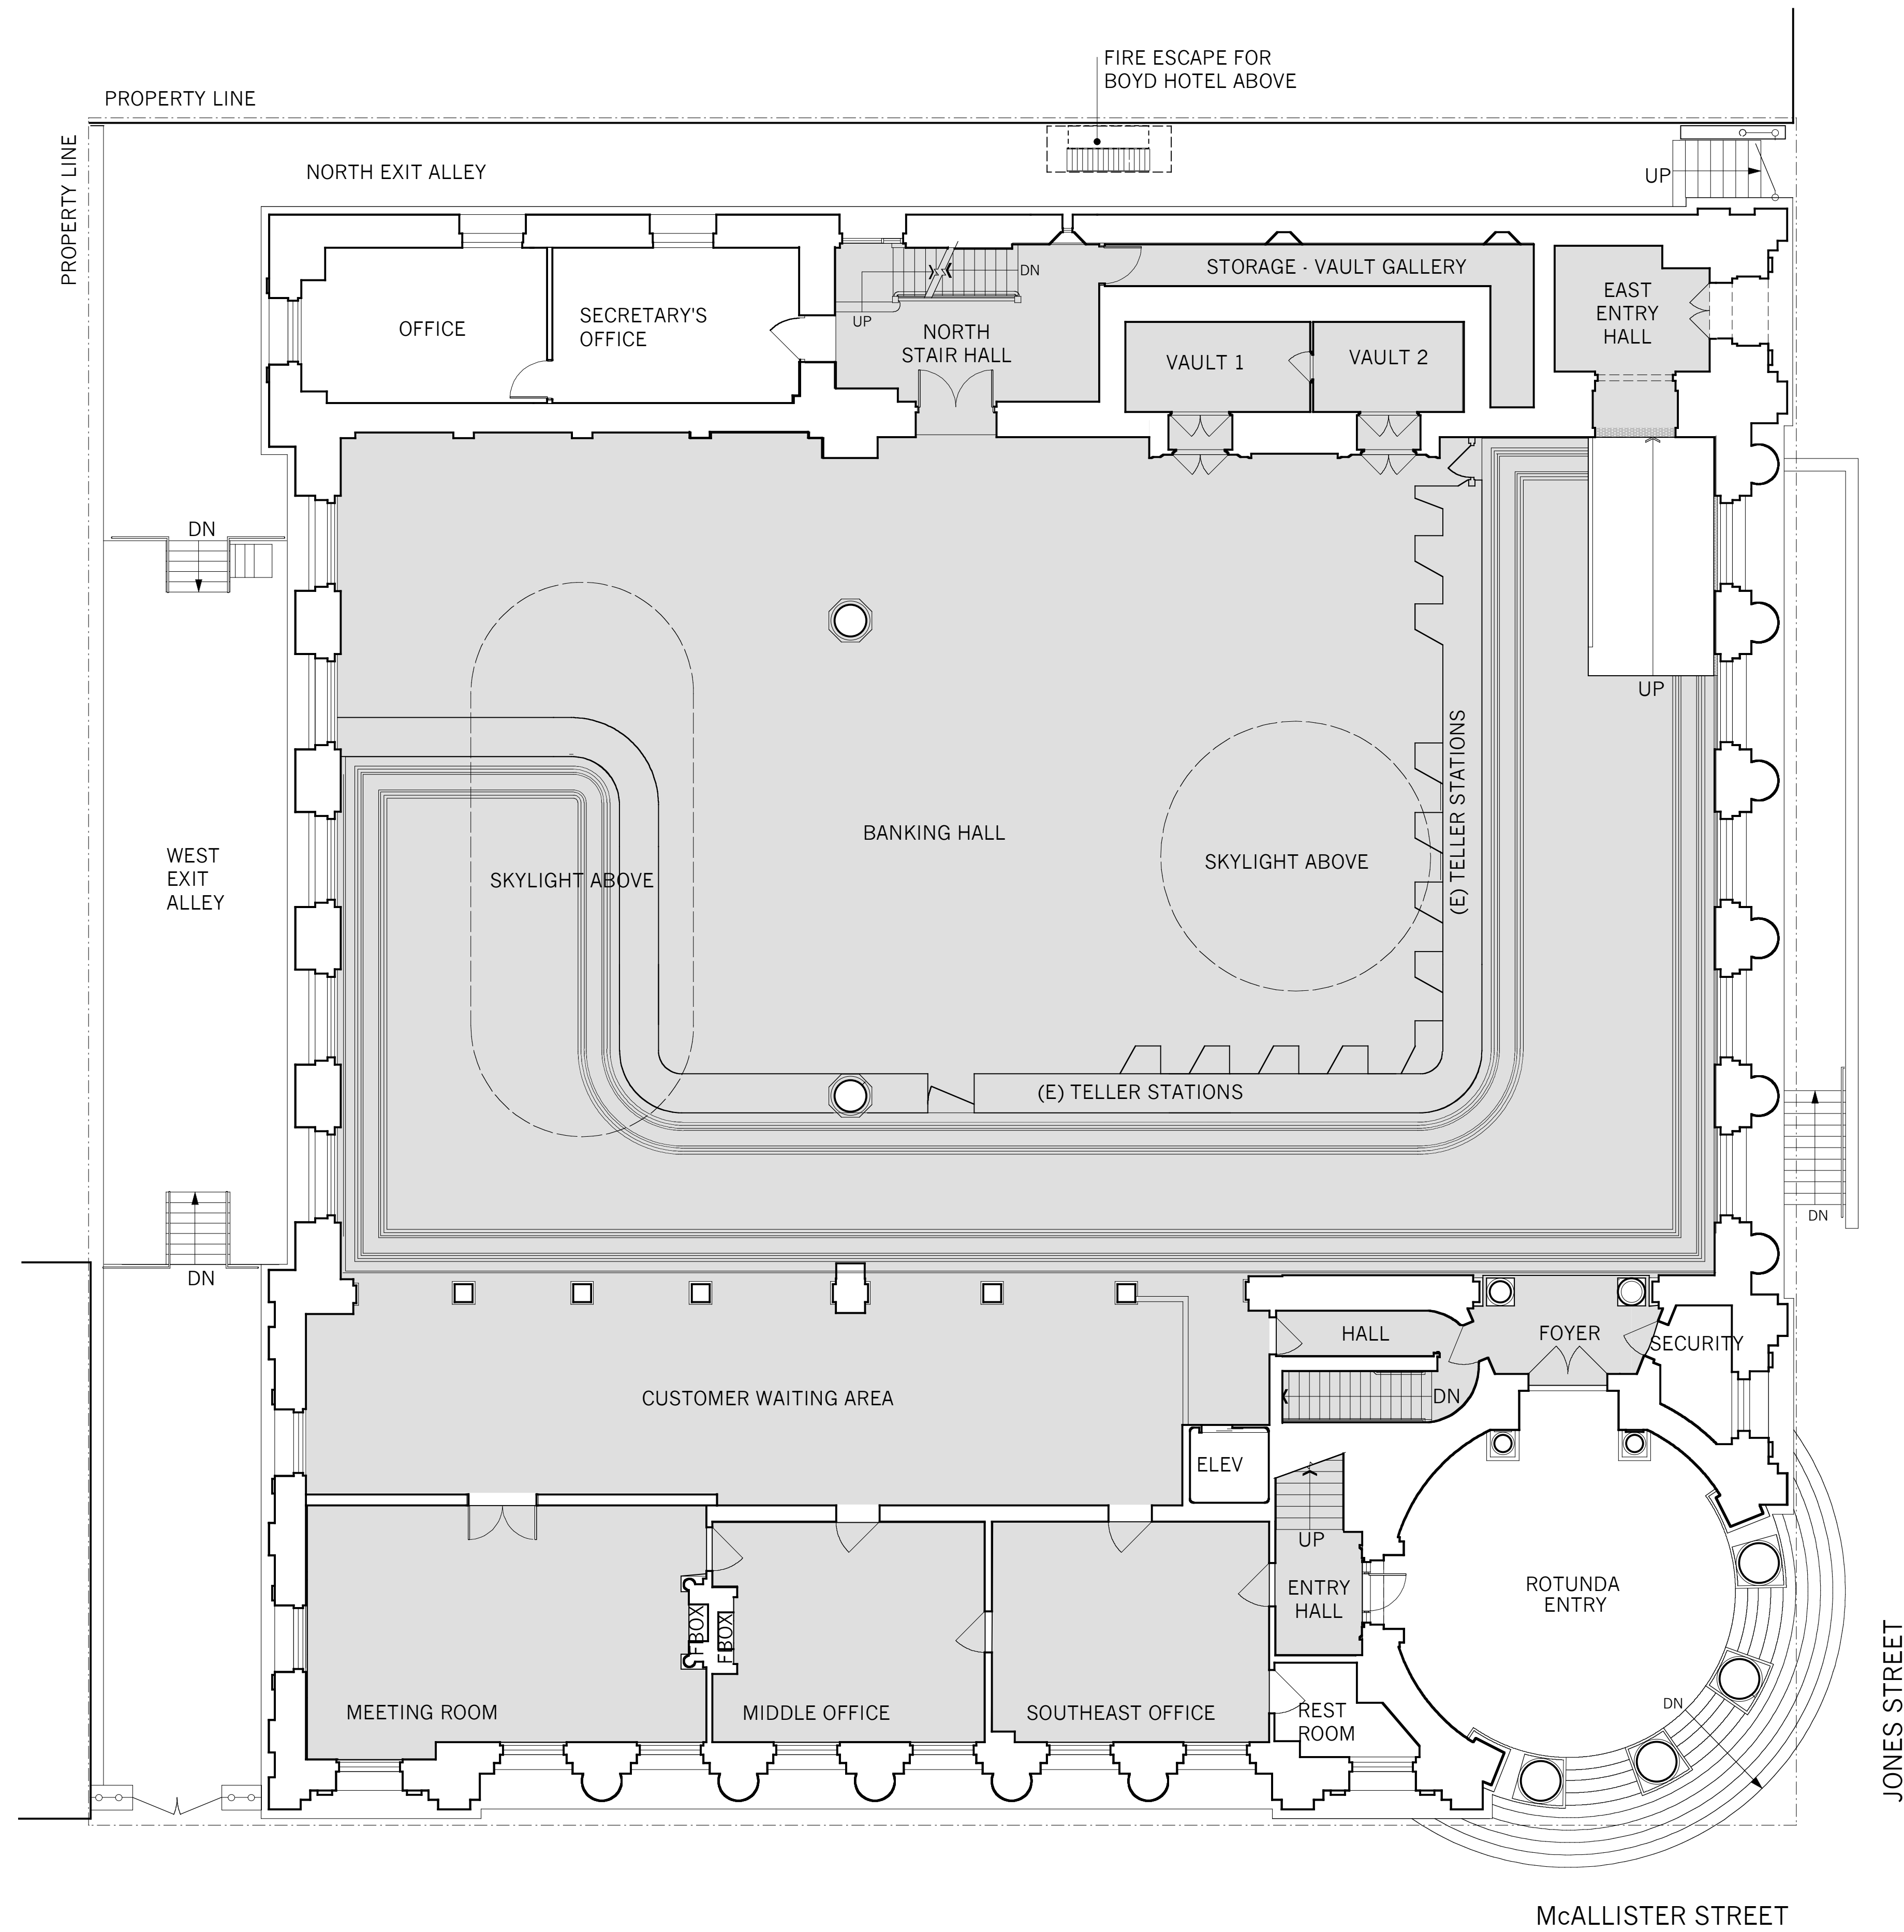 FIRE ESCAPE FOR
BOYD HOTEL ABOVE
PROPERTY LINE
PROPERTY LINE
NORTH EXIT ALLEY
UP
STORAGE - VAULT GALLERY
DN
EAST
ENTRY
HALL
OFFICE
SECRETARY'S
OFFICE
UP
NORTH
STAIR HALL
VAULT 1
VAULT 2
DN
UP
(E) TELLER STATIONS
BANKING HALL
WEST
EXIT
ALLEY
SKYLIGHT ABOVE
SKYLIGHT ABOVE
(E) TELLER STATIONS
DN
DN
HALL
FOYER
SECURITY
CUSTOMER WAITING AREA
DN
ELEV
UP
ENTRY
HALL
ROTUNDA
ENTRY
F BOX
F BOX
MEETING ROOM
MIDDLE OFFICE
SOUTHEAST OFFICE
REST
ROOM
DN
JONES STREET
McALLISTER STREET